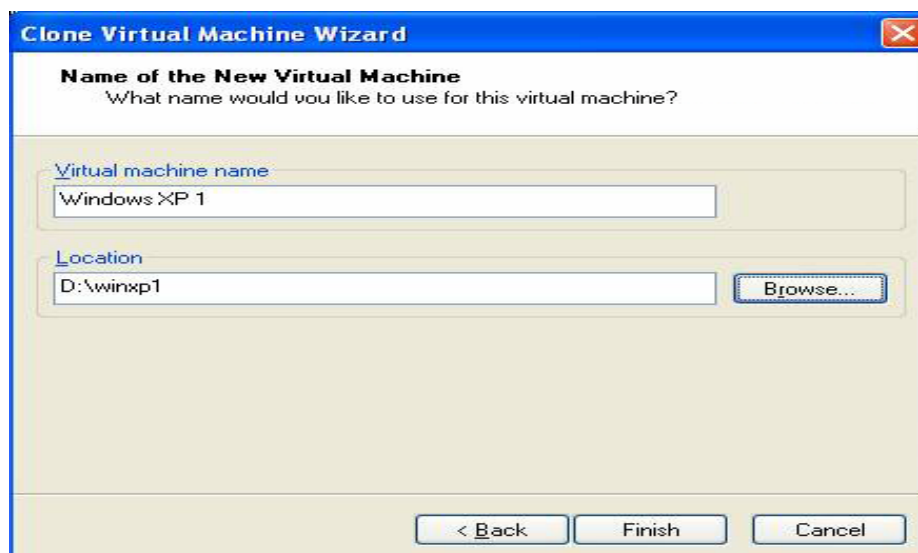 Clone Virtual Machine Wizard
Name of the New Virtual Machine
What name would you like to use for this virtual machine?
Virtual machine name
Windows XP 1
Location
D:\winxp1
Browse...
< Back
Finish
Cancel